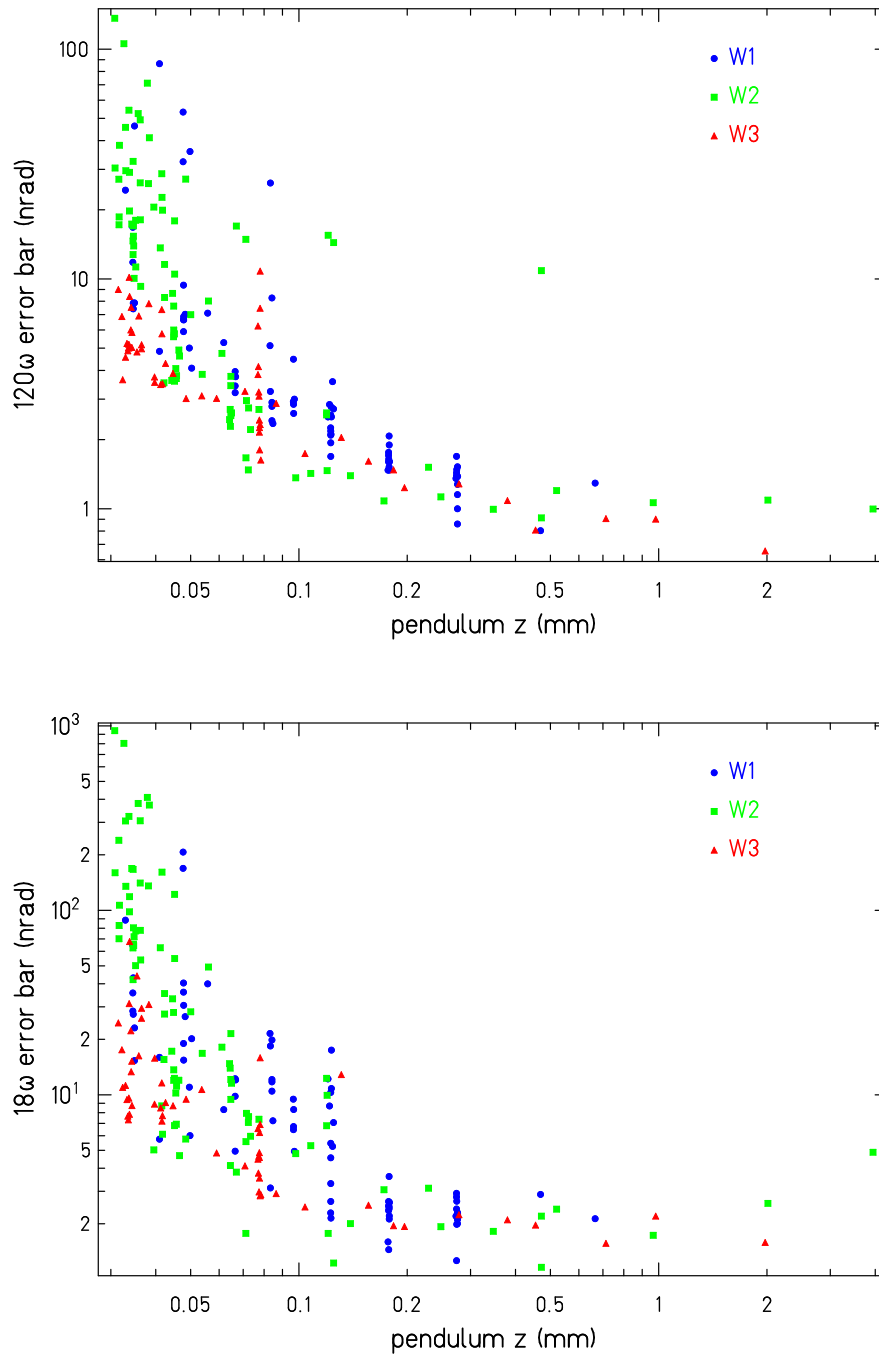 100
10
1
120ω error bar (nrad)
W1
W2
W3
0.05 0.1 0.2 0.5 1 2
pendulum z (mm)
10³
5
2
10²
5
2
10¹
5
2
18ω error bar (nrad)
W1
W2
W3
0.05 0.1 0.2 0.5 1 2
pendulum z (mm)